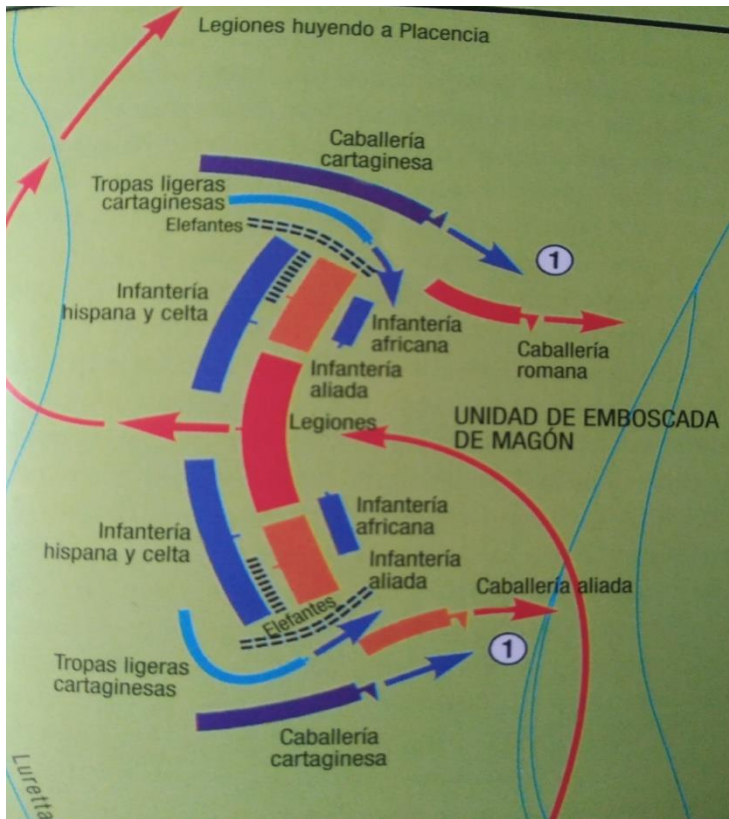 Legiones huyendo a Placencia
Caballería
cartaginesa
Tropas ligeras
cartaginesas
Elefantes
1
Infantería
hispana y celta
Infantería
africana
Caballería
romana
Infantería
aliada
Legiones
UNIDAD DE EMBOSCADA
DE MAGÓN
Infantería
hispana y celta
Infantería
africana
Infantería
aliada
Caballería aliada
Elefantes
1
Tropas ligeras
cartaginesas
Caballería
cartaginesa
Luretta